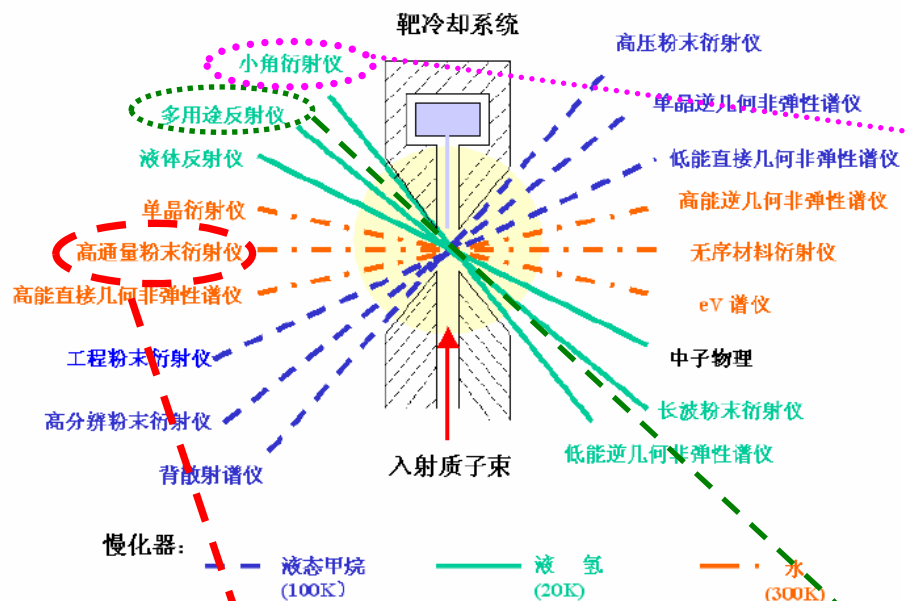 靶冷却系统
小角衍射仪
多用途反射仪
液体反射仪
单晶衍射仪
高通量粉末衍射仪
高能直接几何非弹性谱仪
工程粉末衍射仪
高分辨粉末衍射仪
背散射谱仪
高压粉末衍射仪
单晶逆几何非弹性谱仪
低能直接几何非弹性谱仪
高能逆几何非弹性谱仪
无序材料衍射仪
eV 谱仪
中子物理
长波粉末衍射仪
低能逆几何非弹性谱仪
入射质子束
慢化器：
液态甲烷
(100K)
液 氢
(20K)
水
(300K)